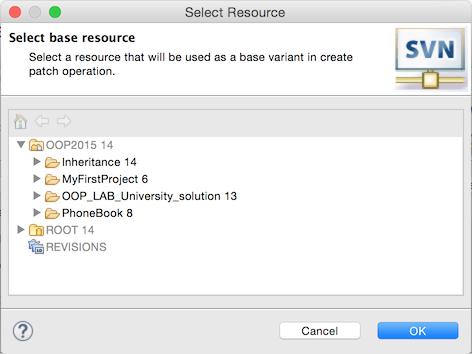 Select Resource
Select base resource
Select a resource that will be used as a base variant in create
patch operation.
SVN
OOP2015 14
Inheritance 14
MyFirstProject 6
OOP_LAB_University_solution 13
PhoneBook 8
ROOT 14
REVISIONS
?
Cancel
OK